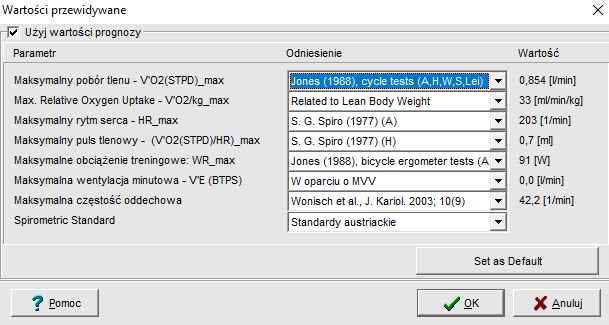 Wartości przewidywane
Użyj wartości prognozy
Parametr Odniesienie Wartość
Maksymalny pobór tlenu - V'O2(STPD)_max Jones (1988), cycle tests (A,H,W,S,Lei) 0,854 [l/min]
Max. Relative Oxygen Uptake - V'O2/kg_max Related to Lean Body Weight 33 [ml/min/kg]
Maksymalny rytm serca - HR_max S. G. Spiro (1977) (A) 203 [1/min]
Maksymalny puls tlenowy - (V'O2(STPD)/HR)_max S. G. Spiro (1977) (H) 0,7 [ml]
Maksymalne obciążenie treningowe: WR_max Jones (1988), bicycle ergometer tests (A 91 [W]
Maksymalna wentylacja minutowa - V'E (BTPS) W oparciu o MVV 0,0 [l/min]
Maksymalna częstość oddechowa Wonisch et al., J. Kariol. 2003; 10(9) 42,2 [1/min]
Spirometric Standard Standardy austriackie
Set as Default
Pomoc OK Anuluj